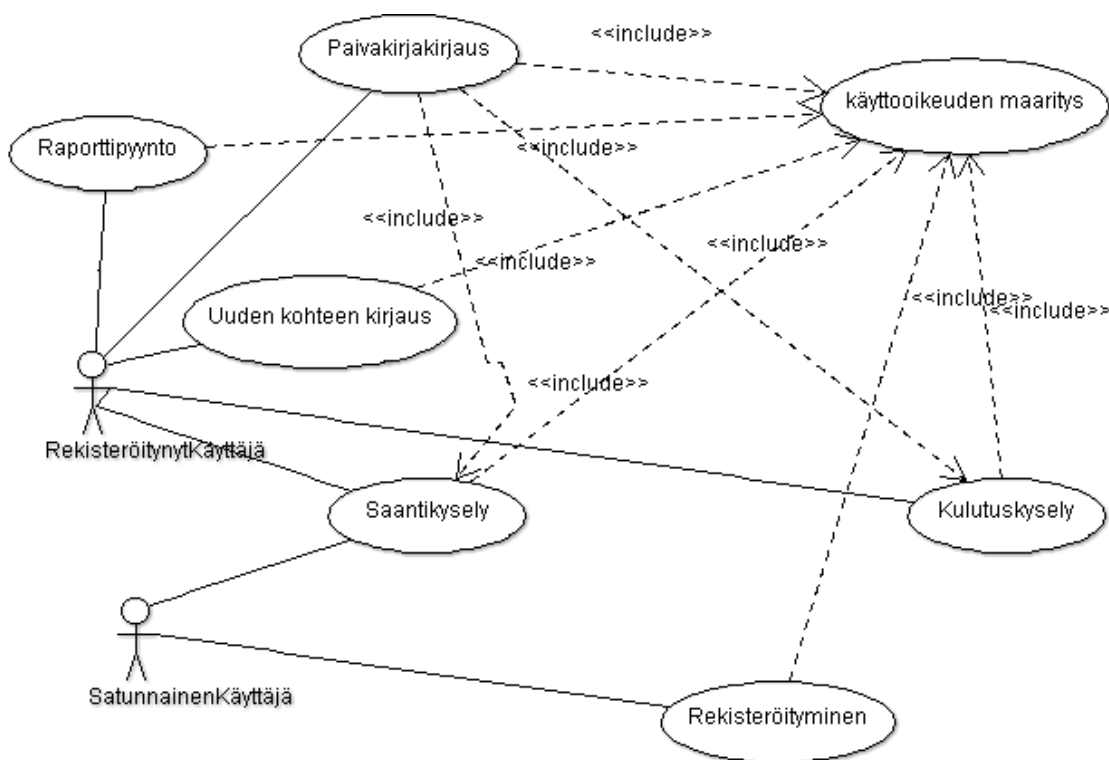 <<include>>
Paivakirjakirjaus
käyttooikeuden maaritys
Raporttipyynto
<<include>>
<<include>>
<<include>>
<<include>>
<<include>>
<<include>>
Uuden kohteen kirjaus
<<include>>
RekisteröitynytKäyttäjä
Saantikysely
Kulutuskysely
SatunnainenKäyttäjä
Rekisteröityminen